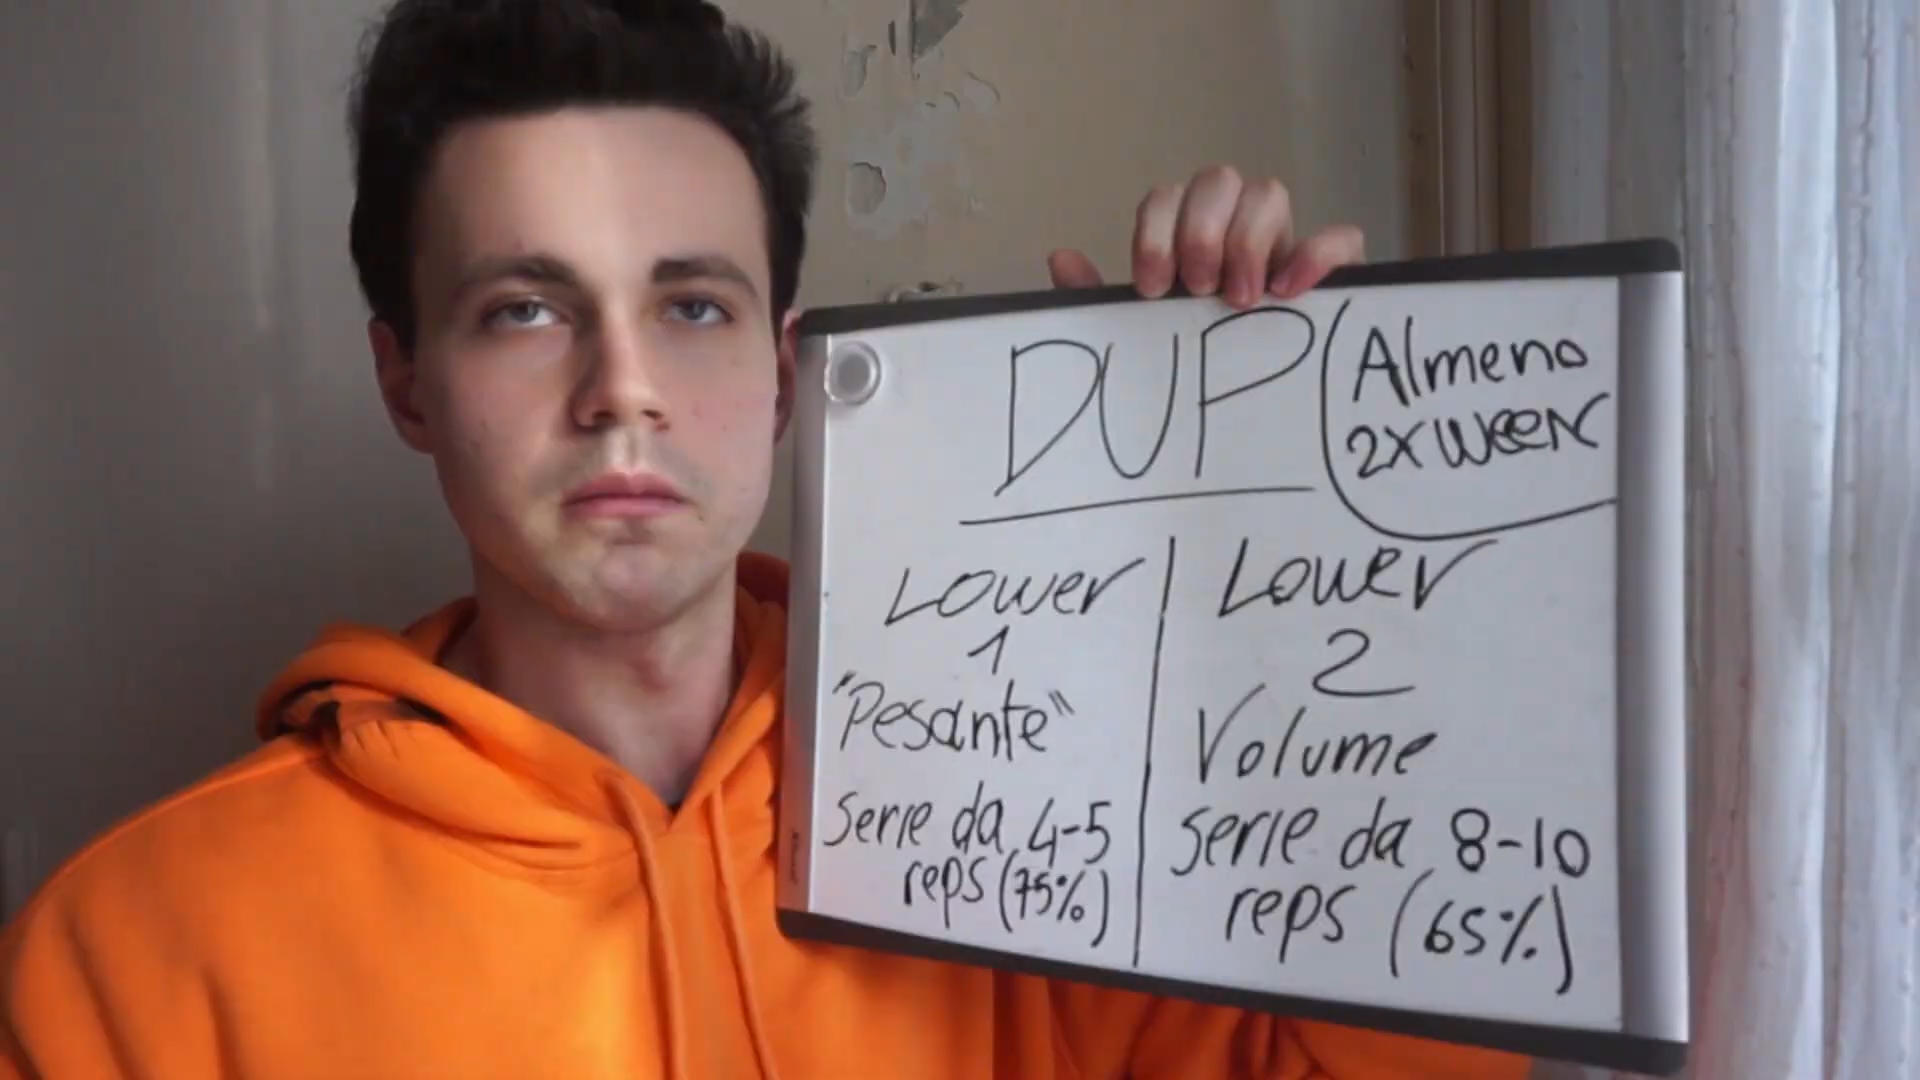 DUP
Almeno
2x week
Lower
1
"Pesante"
serie da 4-5
reps (75%)
Lower
2
Volume
serie da 8-10
reps (65%)